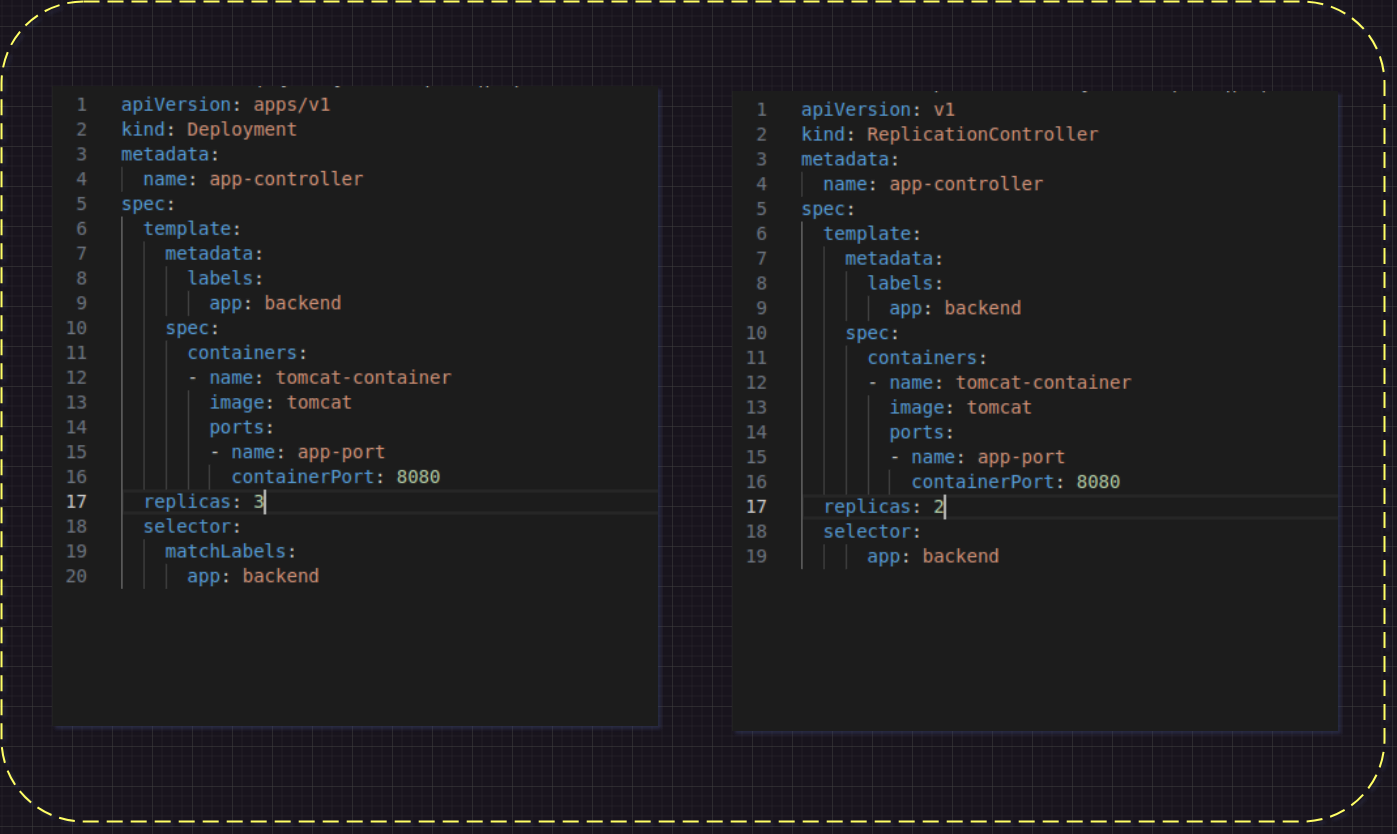 1 apiVersion: apps/v1
2 kind: Deployment
3 metadata:
4   name: app-controller
5 spec:
6   template:
7     metadata:
8       labels:
9         app: backend
10     spec:
11       containers:
12       - name: tomcat-container
13         image: tomcat
14         ports:
15         - name: app-port
16           containerPort: 8080
17   replicas: 3
18   selector:
19     matchLabels:
20       app: backend
1 apiVersion: v1
2 kind: ReplicationController
3 metadata:
4   name: app-controller
5 spec:
6   template:
7     metadata:
8       labels:
9         app: backend
10     spec:
11       containers:
12       - name: tomcat-container
13         image: tomcat
14         ports:
15         - name: app-port
16           containerPort: 8080
17   replicas: 2
18   selector:
19       app: backend